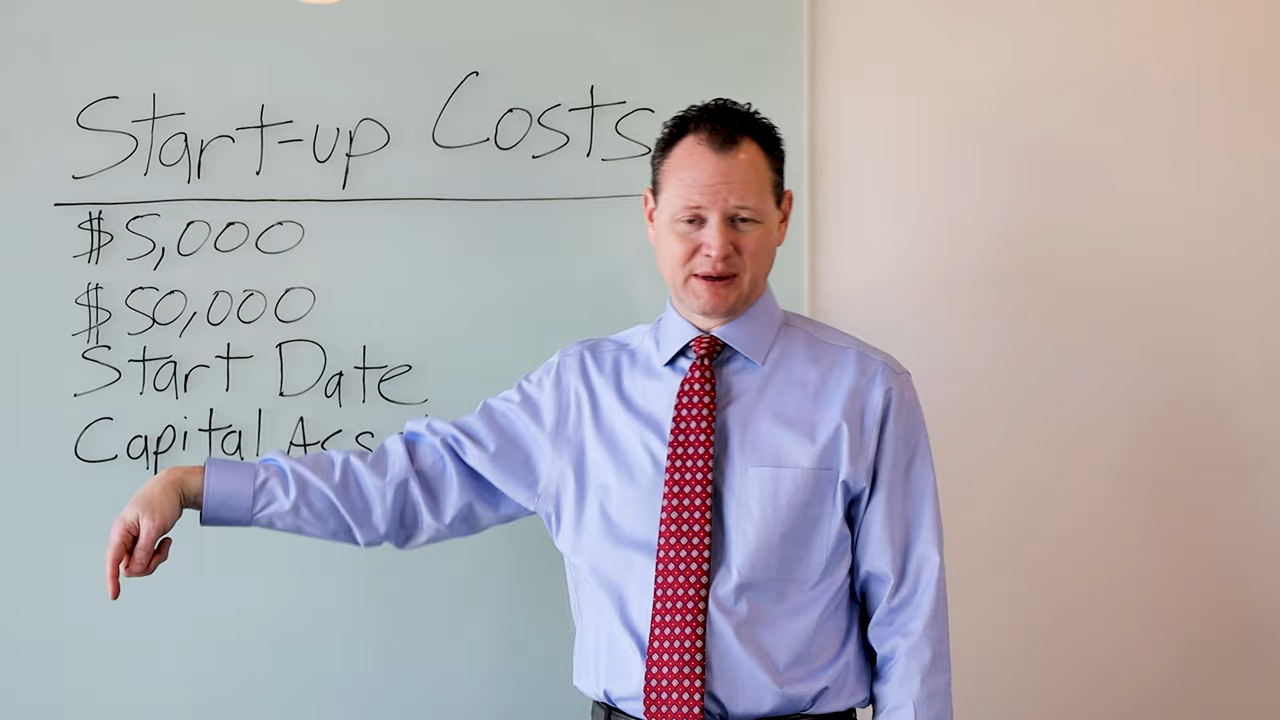 Start-up Costs
$5,000
$50,000
Start Date
Capital